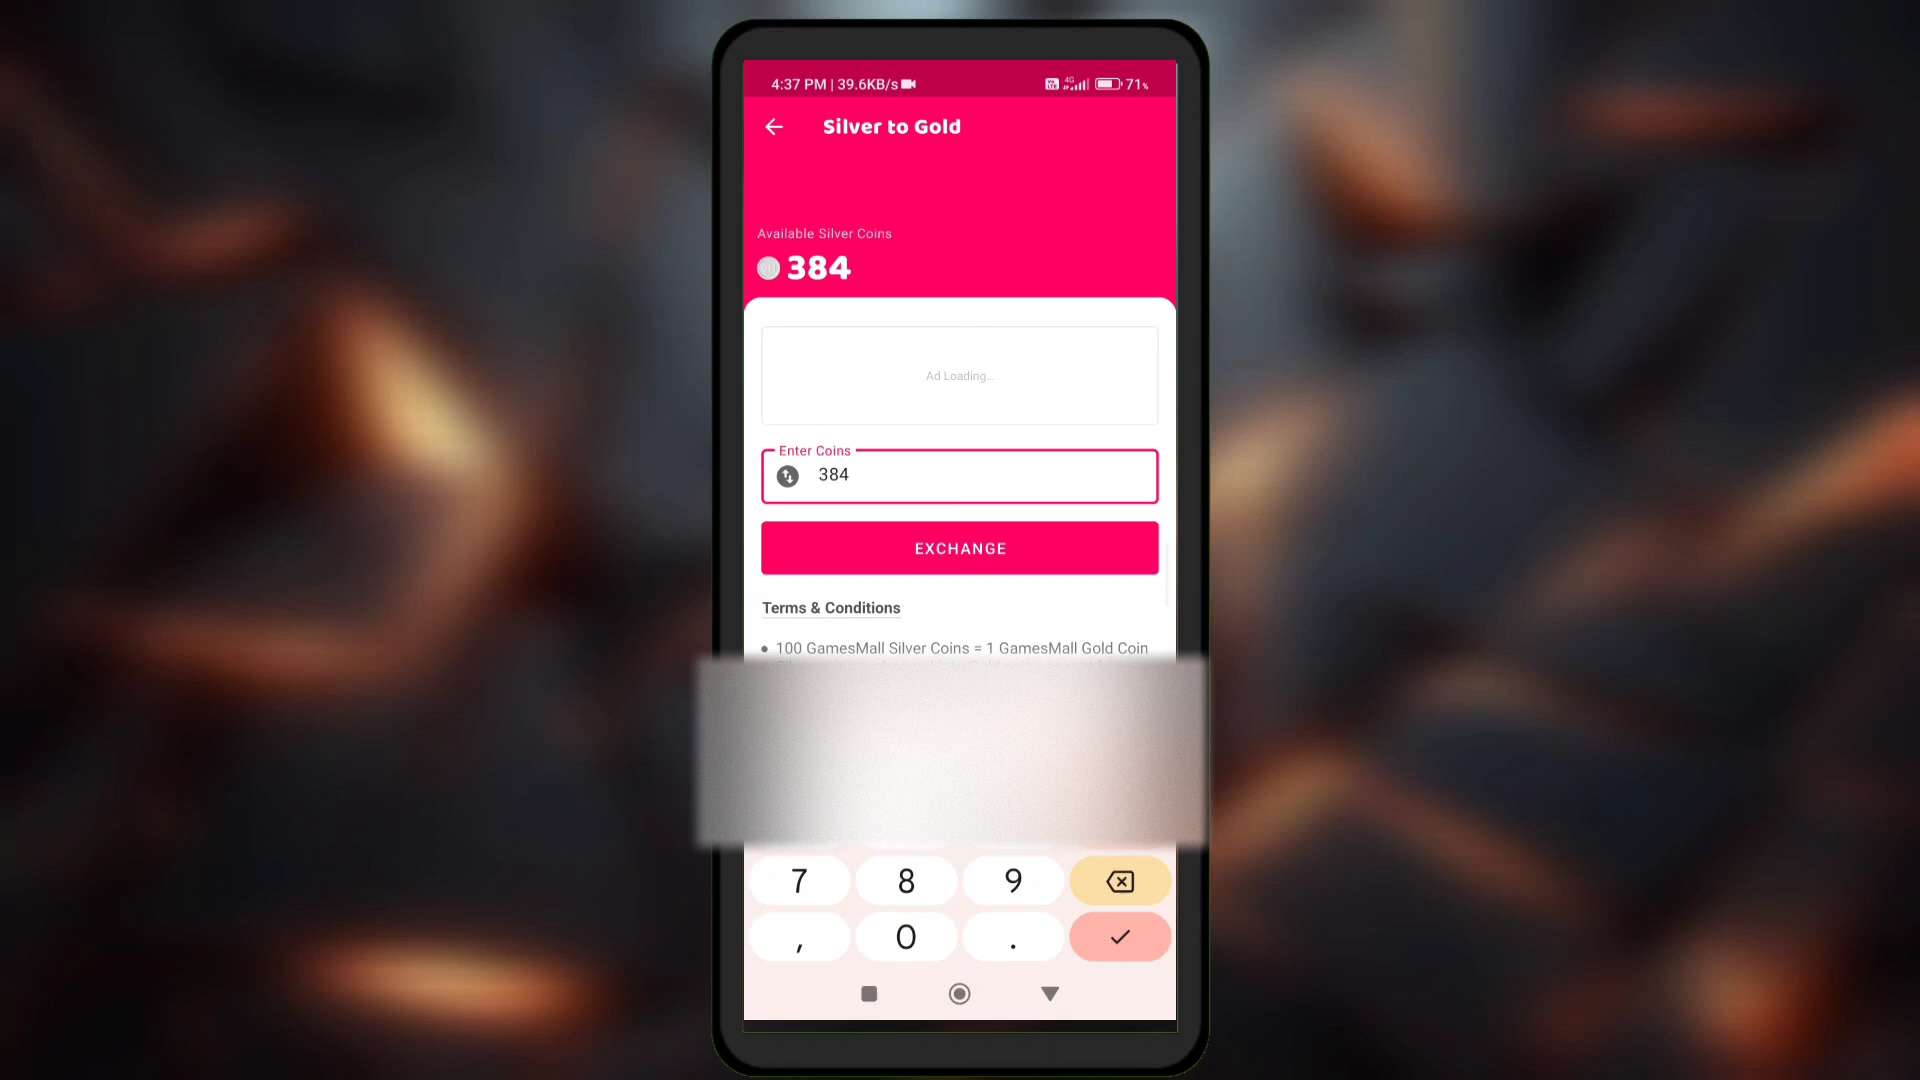 4:37 PM | 39.6KB/s 4G 71%
Silver to Gold
Available Silver Coins
384
Ad Loading...
Enter Coins
384
EXCHANGE
Terms & Conditions
• 100 GamesMall Silver Coins = 1 GamesMall Gold Coin
7 8 9
, 0 .